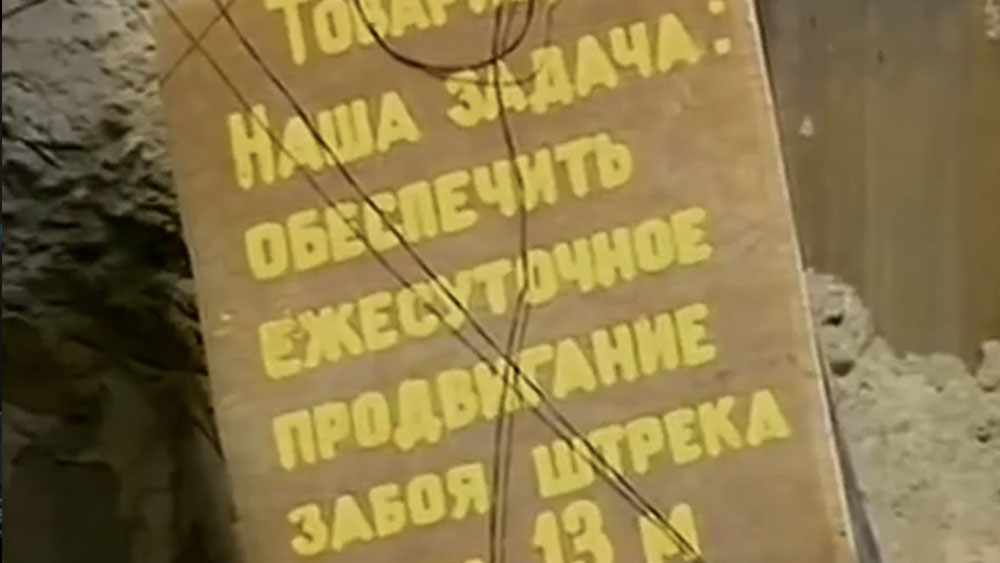 Наша задача:
обеспечить
ежесуточное
продвигание
забоя штрека
13 м